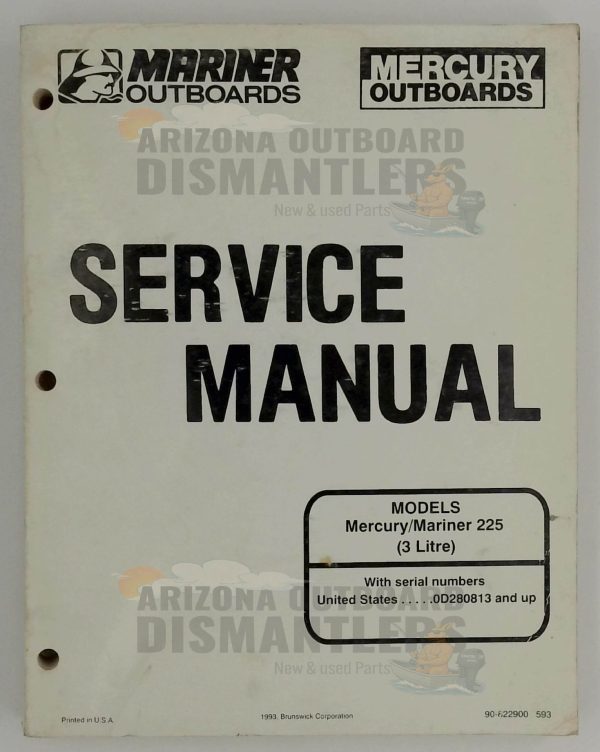 MARINER
OUTBOARDS
MERCURY
OUTBOARDS
ARIZONA OUTBOARD
DISMANTLERS
New & used Parts
SERVICE
MANUAL
MODELS
Mercury/Mariner 225
(3 Litre)
With serial numbers
United States . . . . .0D280813 and up
ARIZONA OUTBOARD
DISMANTLERS
New & used Parts
Printed in U.S.A.
1993, Brunswick Corporation
90-822900 593